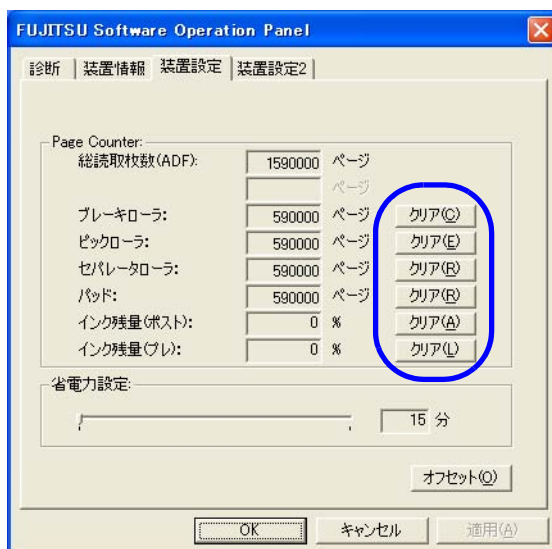 FUJITSU Software Operation Panel
診断 装置情報 装置設定 装置設定2
Page Counter:
総読取枚数(ADF): 1590000 ページ
ページ
ブレーキローラ: 590000 ページ クリア(C)
ピックローラ: 590000 ページ クリア(E)
セパレータローラ: 590000 ページ クリア(R)
パッド: 590000 ページ クリア(R)
インク残量(ポスト): 0 % クリア(A)
インク残量(プレ): 0 % クリア(L)
省電力設定:
15 分
オフセット(O)
OK キャンセル 適用(A)